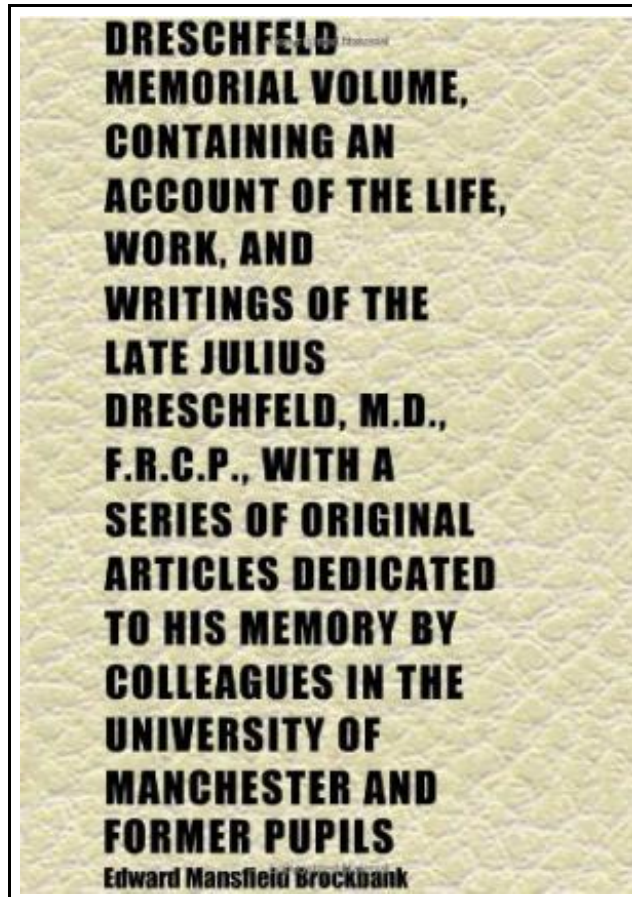 DRESCHFELD
MEMORIAL VOLUME,
CONTAINING AN
ACCOUNT OF THE LIFE,
WORK, AND
WRITINGS OF THE
LATE JULIUS
DRESCHFELD, M.D.,
F.R.C.P., WITH A
SERIES OF ORIGINAL
ARTICLES DEDICATED
TO HIS MEMORY BY
COLLEAGUES IN THE
UNIVERSITY OF
MANCHESTER AND
FORMER PUPILS
Edward Mansfield Brockbank